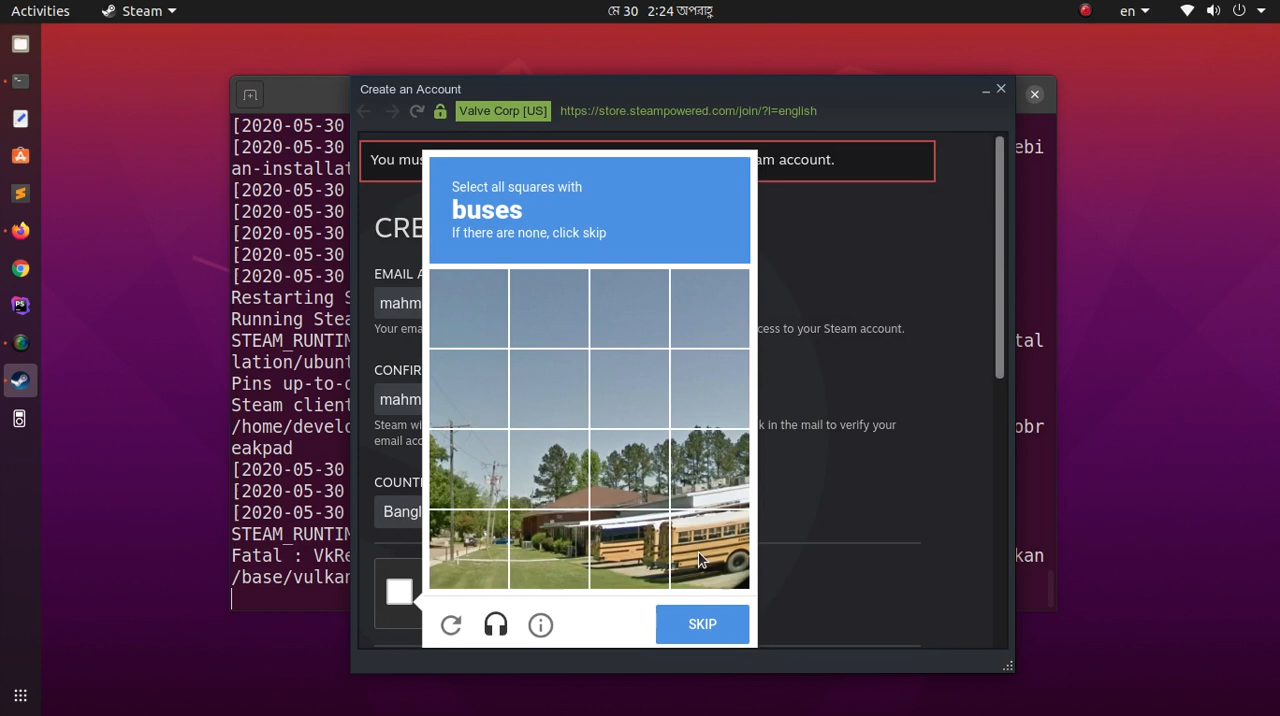 Activities Steam মে 30 2:24 অপরাহ্ণ en
Create an Account
Valve Corp [US] https://store.steampowered.com/join/?l=english
[2020-05-30
[2020-05-30 ebi
an-installat
[2020-05-30
[2020-05-30
[2020-05-30
[2020-05-30
[2020-05-30
Restarting S
Running Stea
STEAM_RUNTIM tal
lation/ubunt
Pins up-to-d
Steam client
/home/develo obr
eakpad
[2020-05-30
[2020-05-30
[2020-05-30
STEAM_RUNTIM
Fatal : VkRe kan
/base/vulkan
You mus am account.
CRE
EMAIL A
mahm
Your ema cess to your Steam account.
CONFIR
mahm
Steam wi k in the mail to verify your
email acc
COUNT
Bangl
Select all squares with
buses
If there are none, click skip
SKIP